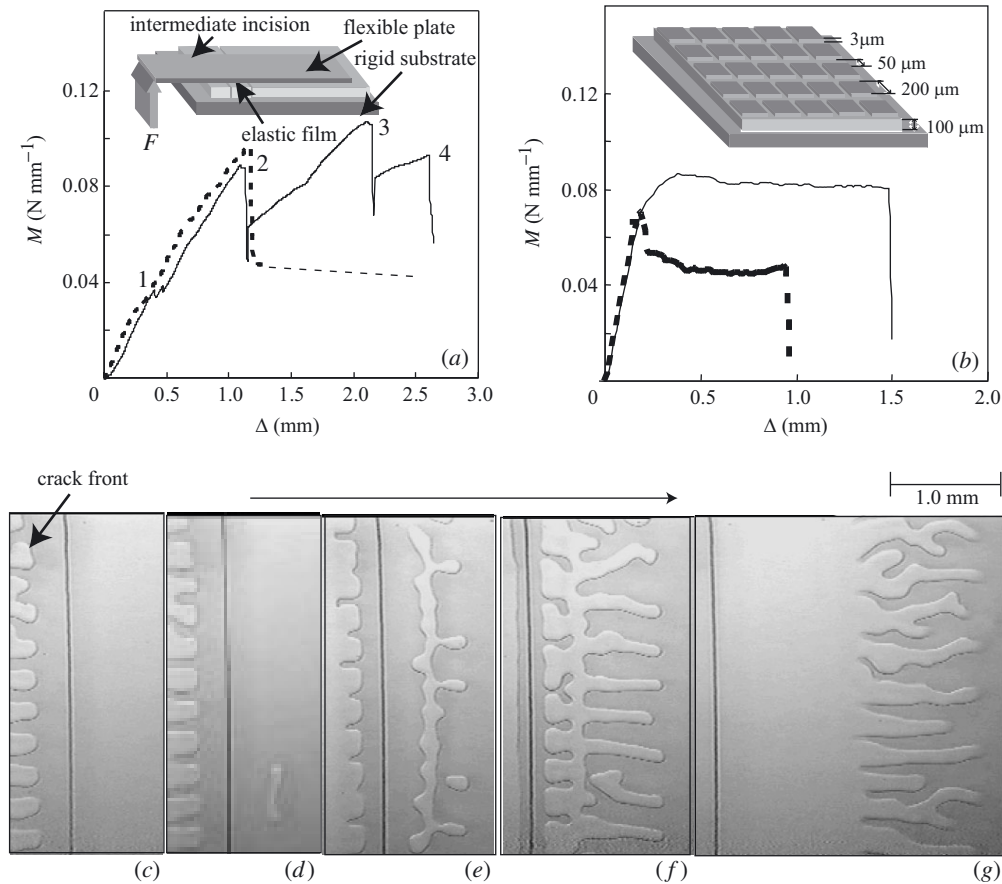 intermediate incision
flexible plate
rigid substrate
elastic film
F
0.12
0.08
0.04
0
M (N mm⁻¹)
1
2
3
4
(a)
0 0.5 1.0 1.5 2.0 2.5 3.0
Δ (mm)
3μm
50 μm
200 μm
100 μm
0.12
0.08
0.04
0
M (N mm⁻¹)
(b)
0 0.5 1.0 1.5 2.0
Δ (mm)
crack front
1.0 mm
(c) (d) (e) (f) (g)